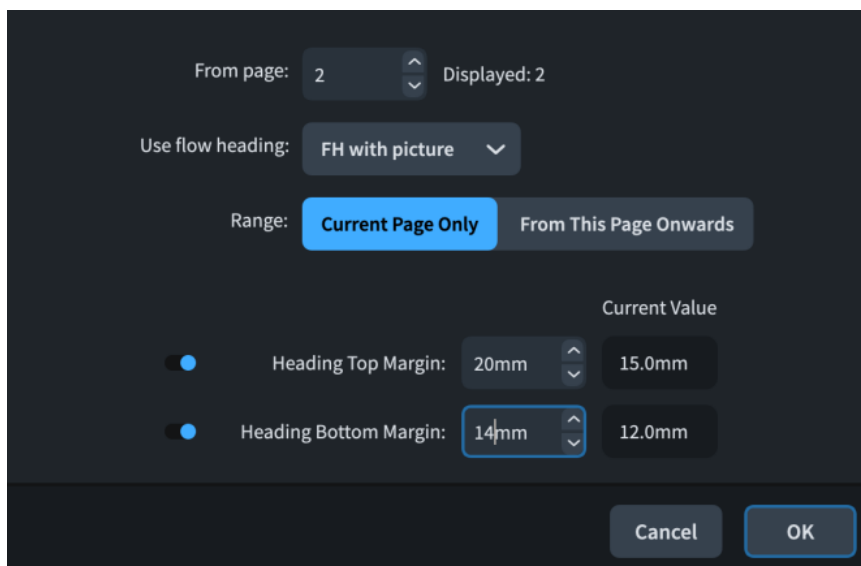 From page: 2 Displayed: 2
Use flow heading: FH with picture
Range: Current Page Only From This Page Onwards
Current Value
Heading Top Margin: 20mm 15.0mm
Heading Bottom Margin: 14mm 12.0mm
Cancel OK